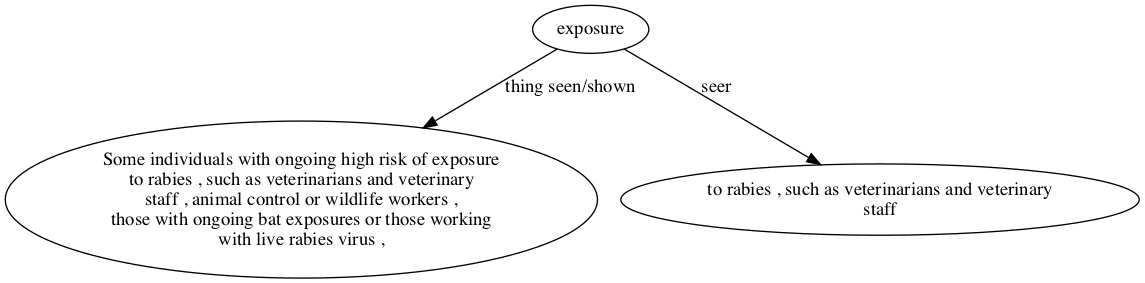 exposure
thing seen/shown
seer
Some individuals with ongoing high risk of exposure
to rabies , such as veterinarians and veterinary
staff , animal control or wildlife workers ,
those with ongoing bat exposures or those working
with live rabies virus ,
to rabies , such as veterinarians and veterinary
staff